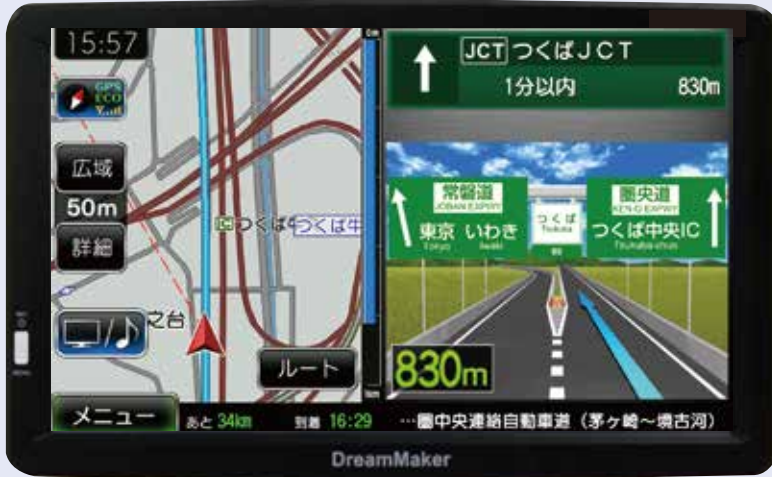 15:57
GPS
ECO
広域
50m
詳細
つくば牛
之台
ルート
メニュー
あと 34km
到着 16:29
0m
1km
JCT つくばJCT
1分以内 830m
常磐道
JOBAN EXPWY
東京 いわき
Tokyo Iwaki
つくば
Tsukuba
圏央道
KEN-O EXPWY
つくば中央IC
Tsukuba-chuo
830m
…圏中央連絡自動車道（茅ヶ崎～境古河）
DreamMaker